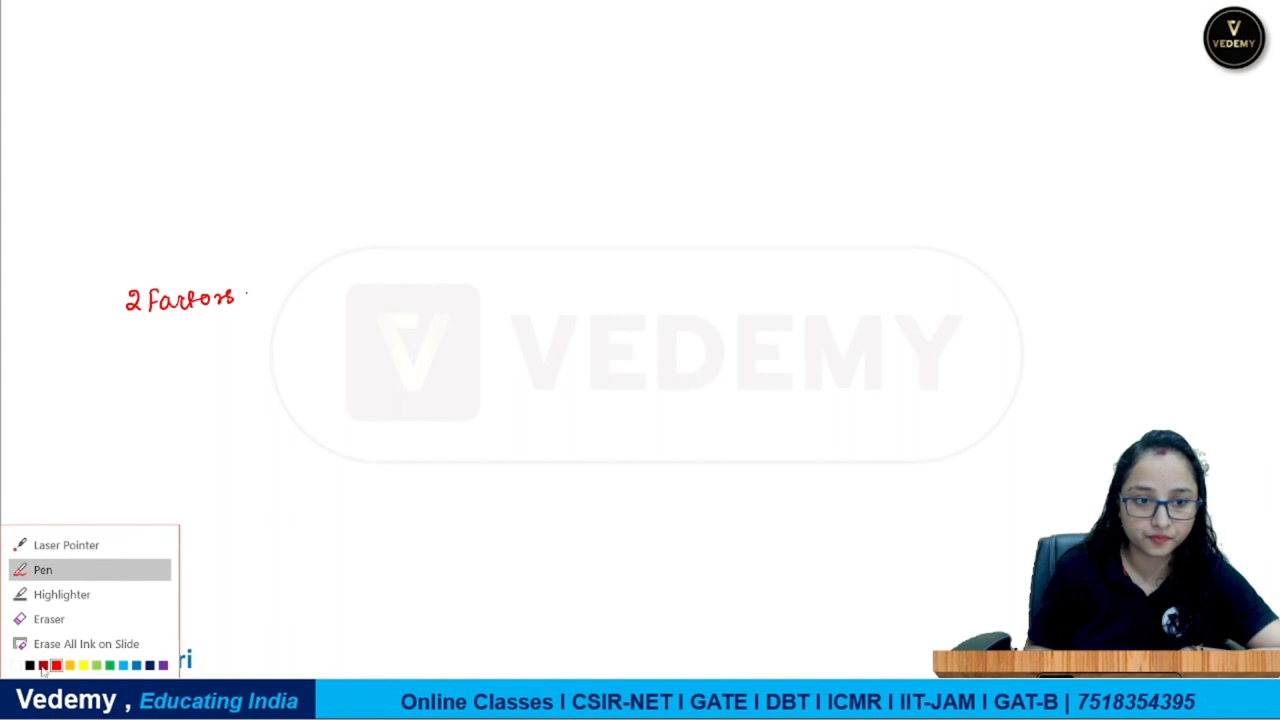 V
VEDEMY
2 Factors
VEDEMY
Laser Pointer
Pen
Highlighter
Eraser
Erase All Ink on Slide
ri
Vedemy , Educating India
Online Classes I CSIR-NET I GATE I DBT I ICMR I IIT-JAM I GAT-B | 7518354395